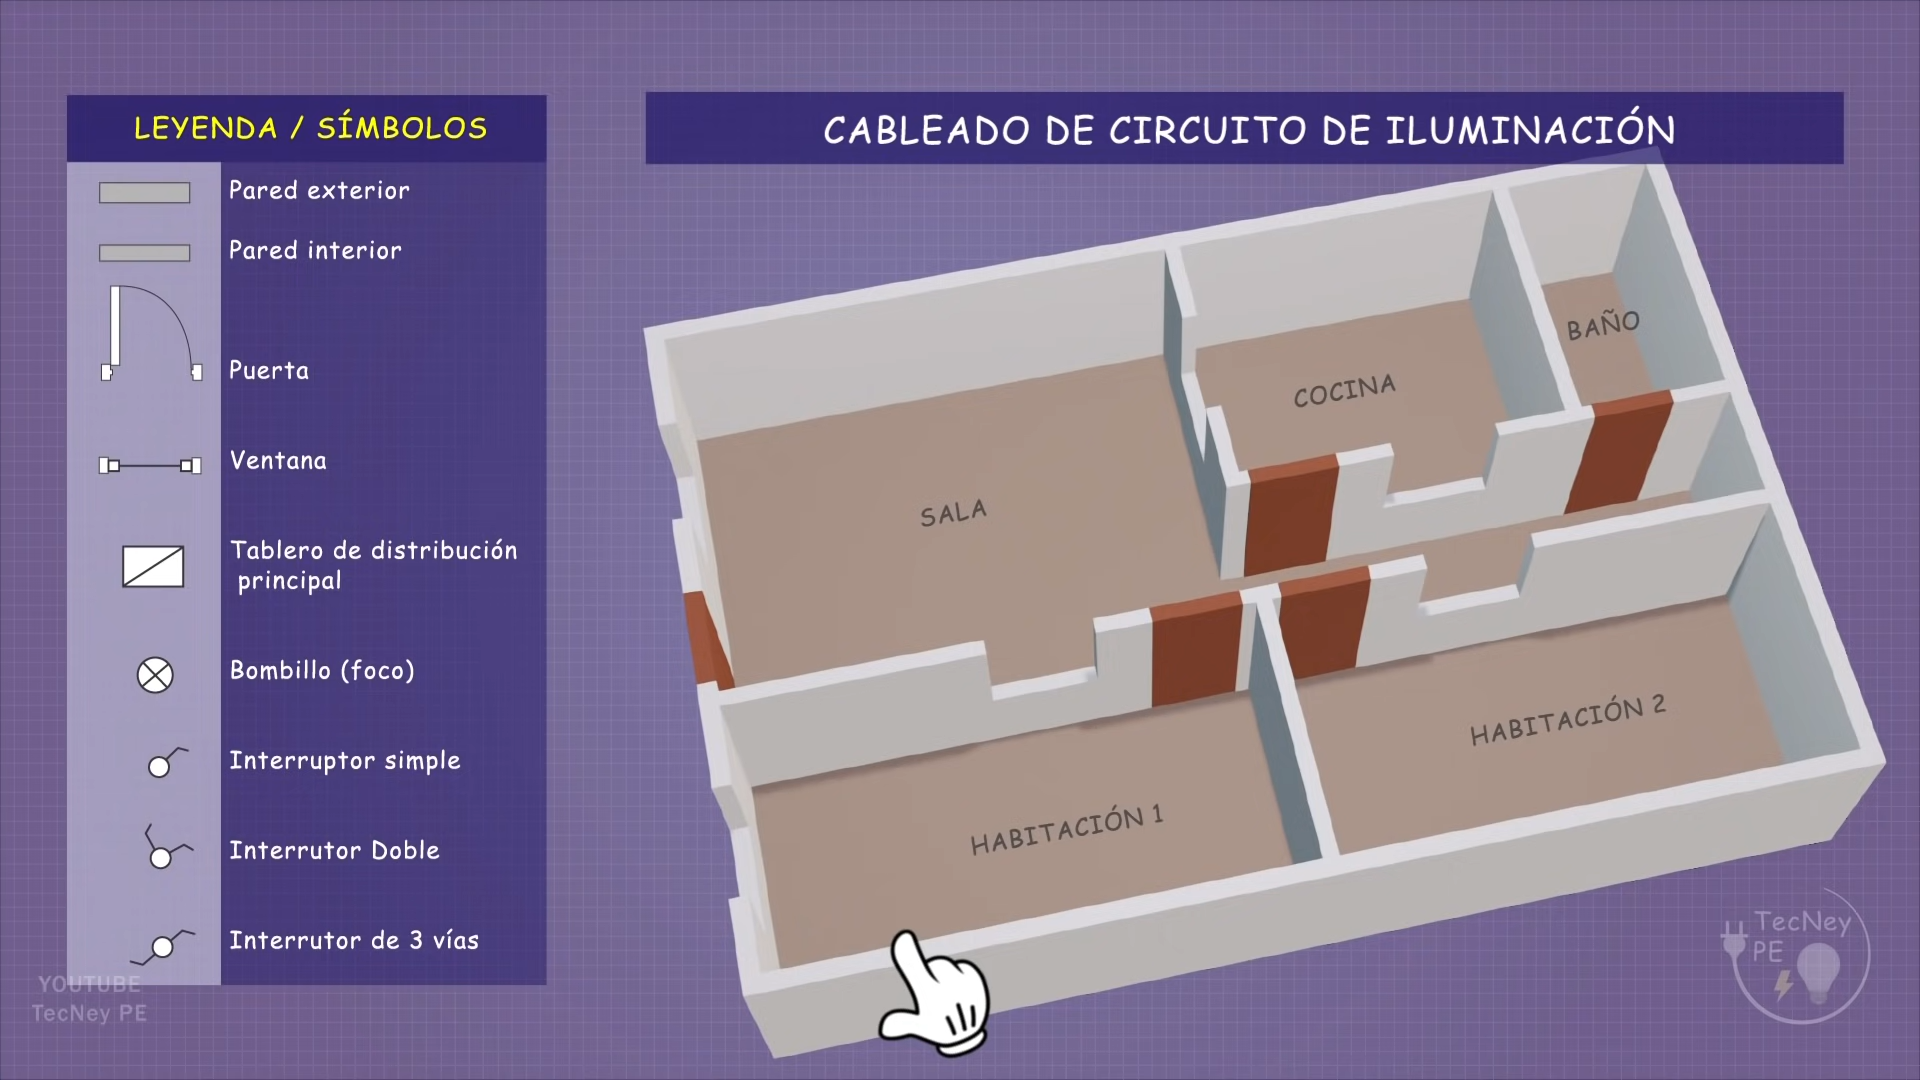 LEYENDA / SÍMBOLOS
Pared exterior
Pared interior
Puerta
Ventana
Tablero de distribución
principal
Bombillo (foco)
Interruptor simple
Interrutor Doble
Interrutor de 3 vías
YOUTUBE
TecNey PE
CABLEADO DE CIRCUITO DE ILUMINACIÓN
BAÑO
COCINA
SALA
HABITACIÓN 2
HABITACIÓN 1
TecNey
PE